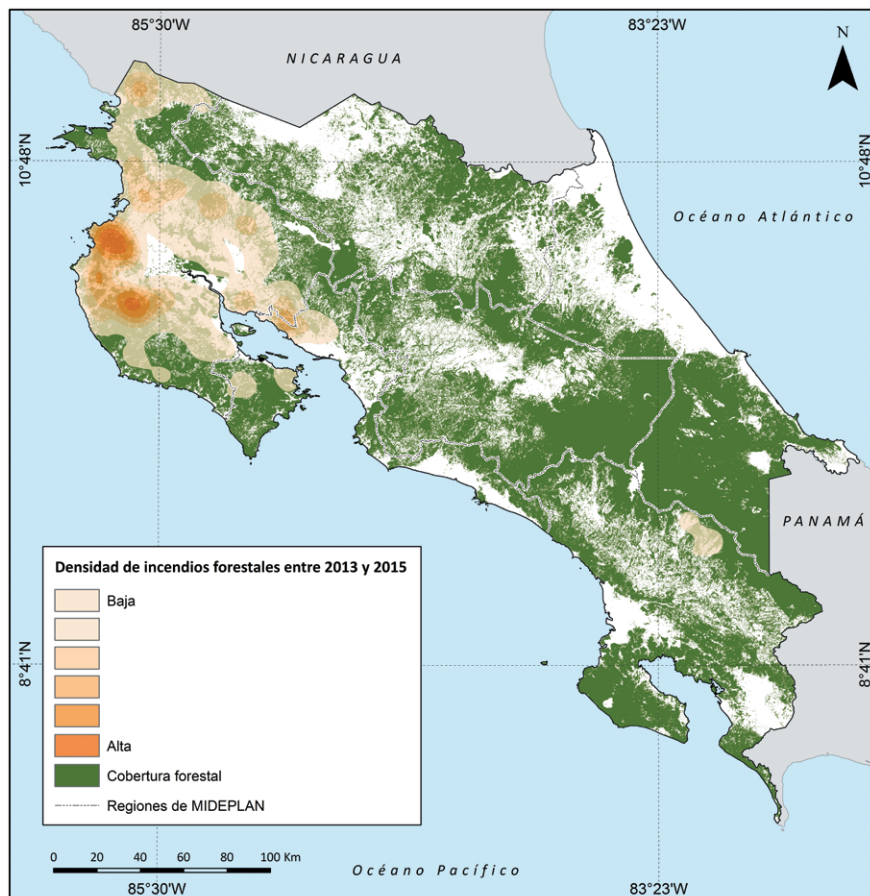 85°30'W
83°23'W
NICARAGUA
N
10°48'N
10°48'N
Océano Atlántico
PANAMÁ
Densidad de incendios forestales entre 2013 y 2015
Baja
Alta
Cobertura forestal
Regiones de MIDEPLAN
8°41'N
8°41'N
0 20 40 60 80 100 Km
Océano Pacífico
85°30'W
83°23'W